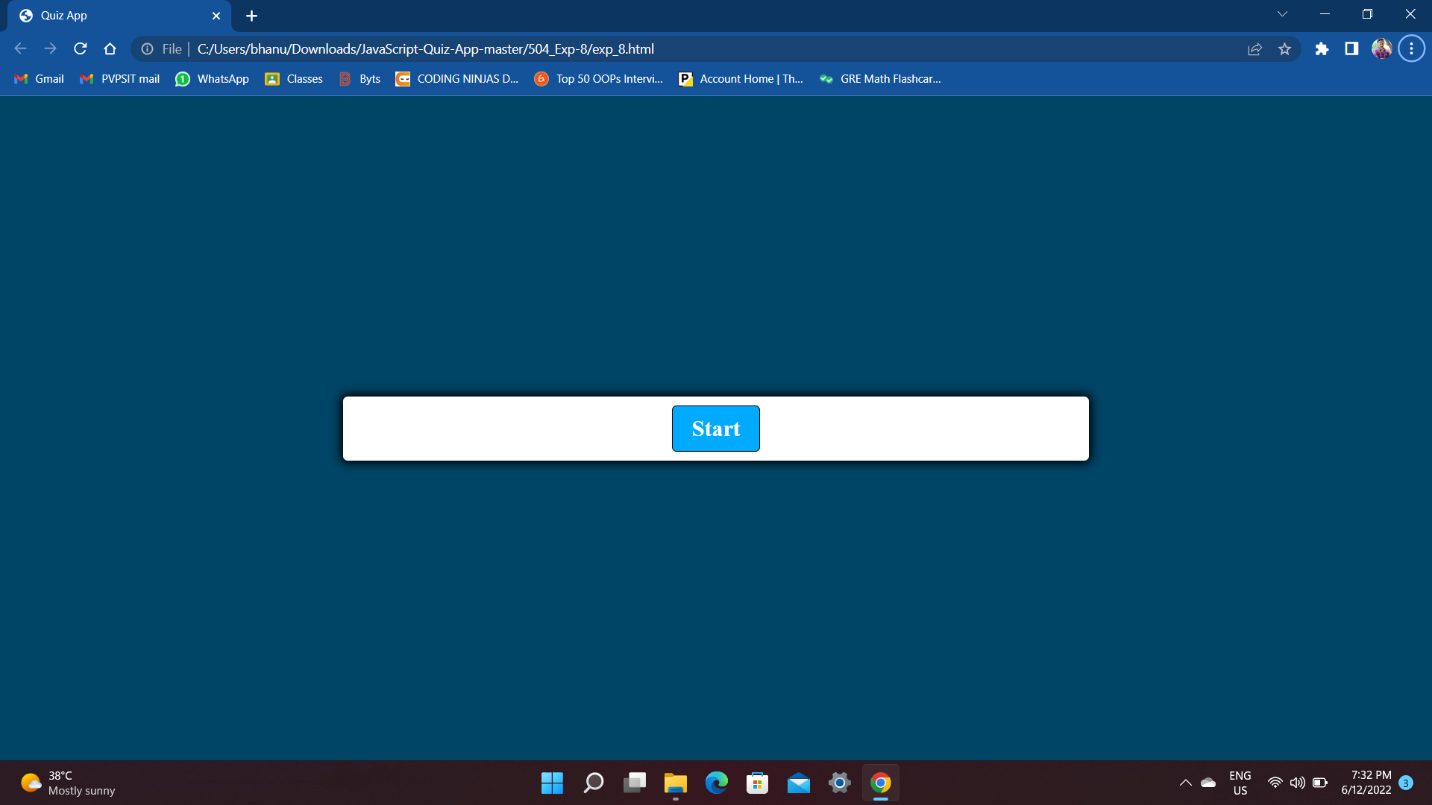 Quiz App
File | C:/Users/bhanu/Downloads/JavaScript-Quiz-App-master/504_Exp-8/exp_8.html
Gmail PVPSIT mail WhatsApp Classes Byts CODING NINJAS D... Top 50 OOPs Intervi... Account Home | Th... GRE Math Flashcar...
Start
38°C
Mostly sunny
ENG
US
7:32 PM
6/12/2022
3